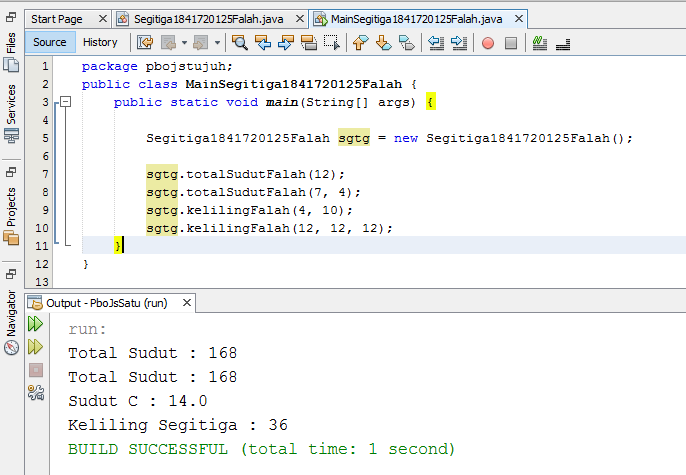 Start Page
Segitiga1841720125Falah.java
MainSegitiga1841720125Falah.java
Source
History
Files
Services
Projects
Navigator
1 package pbojstujuh;
2 public class MainSegitiga1841720125Falah {
3 public static void main(String[] args) {
4
5 Segitiga1841720125Falah sgtg = new Segitiga1841720125Falah();
6
7 sgtg.totalSudutFalah(12);
8 sgtg.totalSudutFalah(7, 4);
9 sgtg.kelilingFalah(4, 10);
10 sgtg.kelilingFalah(12, 12, 12);
11 }
12 }
13
Output - PboJsSatu (run)
run:
Total Sudut : 168
Total Sudut : 168
Sudut C : 14.0
Keliling Segitiga : 36
BUILD SUCCESSFUL (total time: 1 second)